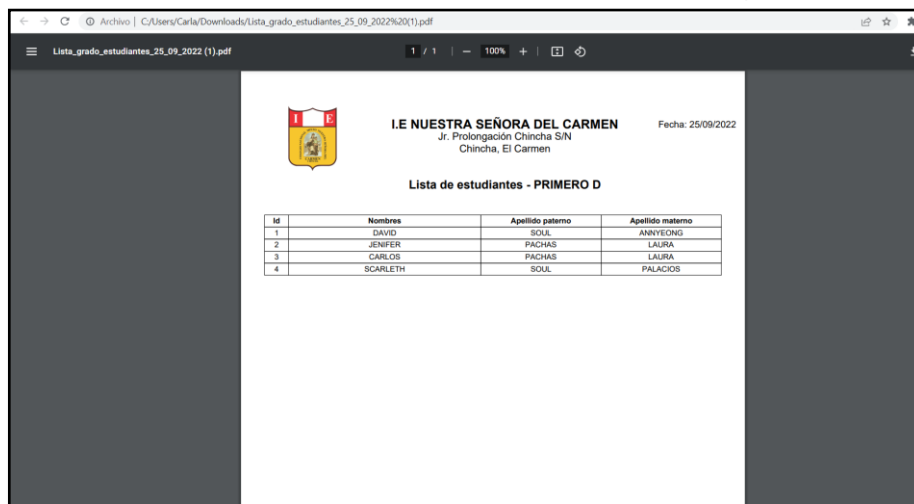 Archivo | C:/Users/Carla/Downloads/Lista_grado_estudiantes_25_09_2022%20(1).pdf
Lista_grado_estudiantes_25_09_2022 (1).pdf 1 / 1 | − 100% + |
I E
I.E NUESTRA SEÑORA DEL CARMEN Fecha: 25/09/2022
Jr. Prolongación Chincha S/N
Chincha, El Carmen
Lista de estudiantes - PRIMERO D
Id Nombres Apellido paterno Apellido materno
1 DAVID SOUL ANNYEONG
2 JENIFER PACHAS LAURA
3 CARLOS PACHAS LAURA
4 SCARLETH SOUL PALACIOS